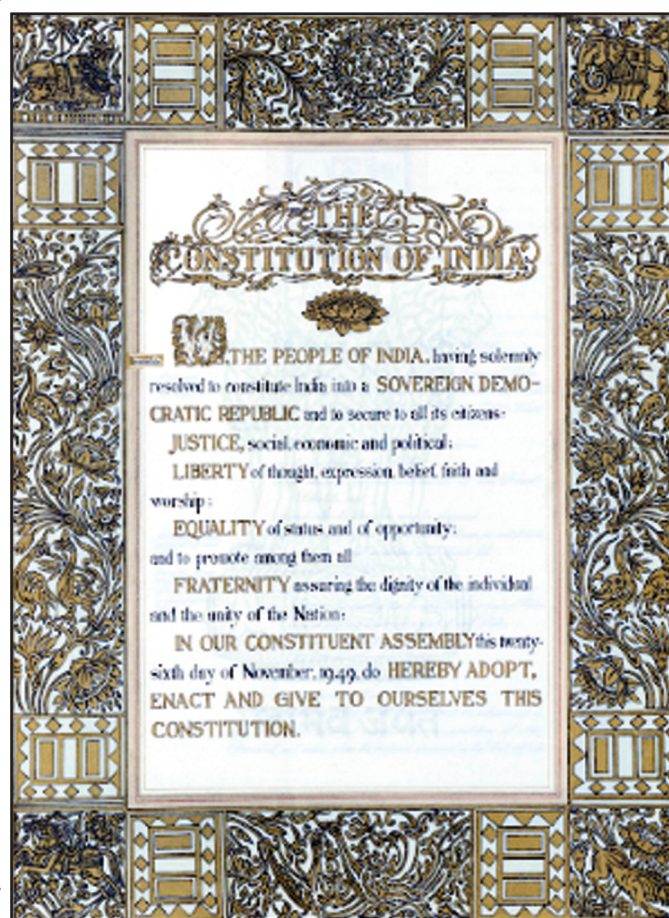 THE
CONSTITUTION OF INDIA
WE, THE PEOPLE OF INDIA, having solemnly
resolved to constitute India into a SOVEREIGN DEMO-
CRATIC REPUBLIC and to secure to all its citizens:
JUSTICE, social, economic and political;
LIBERTY of thought, expression, belief, faith and
worship;
EQUALITY of status and of opportunity;
and to promote among them all
FRATERNITY assuring the dignity of the individual
and the unity of the Nation;
IN OUR CONSTITUENT ASSEMBLY this twenty-
sixth day of November, 1949, do HEREBY ADOPT,
ENACT AND GIVE TO OURSELVES THIS
CONSTITUTION.